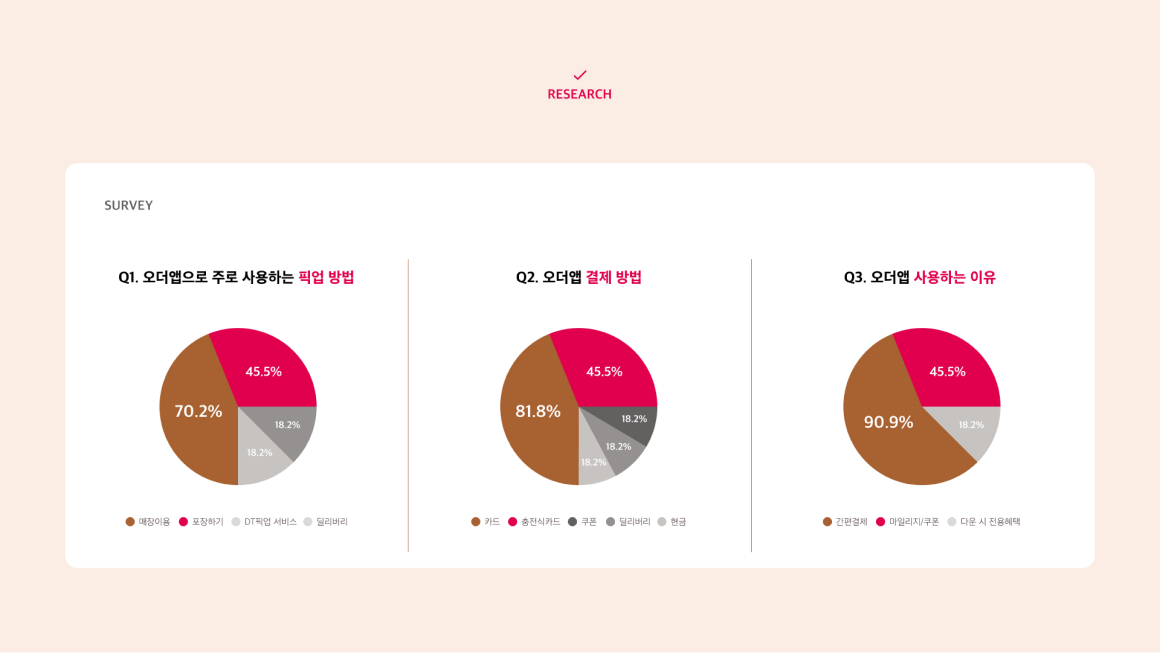 RESEARCH
SURVEY
Q1. 오더앱으로 주로 사용하는 픽업 방법
45.5%
70.2%
18.2%
18.2%
매장이용 포장하기 DT픽업 서비스 딜리버리
Q2. 오더앱 결제 방법
45.5%
81.8%
18.2%
18.2%
18.2%
카드 충전식카드 쿠폰 딜리버리 현금
Q3. 오더앱 사용하는 이유
45.5%
90.9%
18.2%
간편결제 마일리지/쿠폰 다운 시 전용혜택